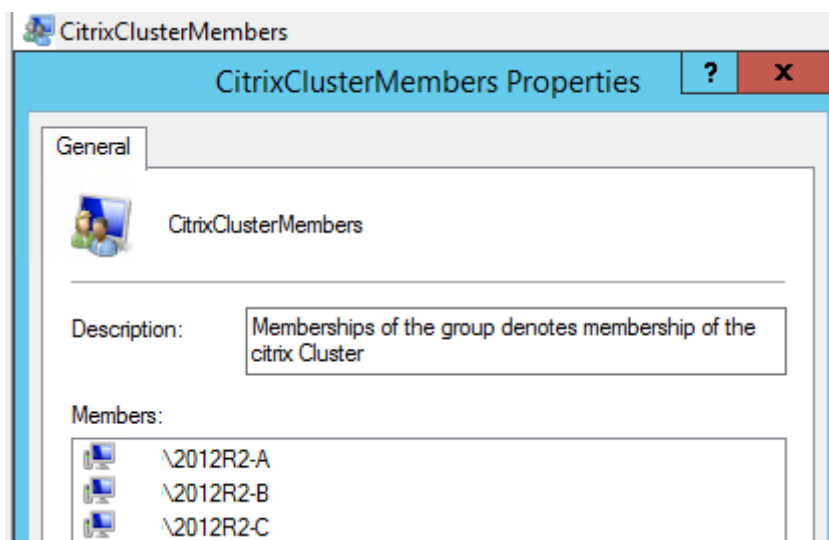 CitrixClusterMembers
CitrixClusterMembers Properties
?
x
General
CitrixClusterMembers
Description:
Memberships of the group denotes membership of the
citrix Cluster
Members:
\2012R2-A
\2012R2-B
\2012R2-C